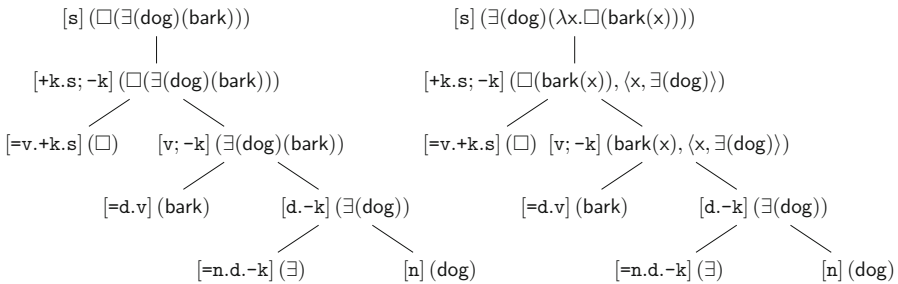 [s] (□(∃(dog)(bark))) [s] (∃(dog)(λx.□(bark(x))))
[+k.s; -k] (□(∃(dog)(bark))) [+k.s; -k] (□(bark(x)), ⟨x, ∃(dog)⟩)
[=v.+k.s] (□) [v; -k] (∃(dog)(bark)) [=v.+k.s] (□) [v; -k] (bark(x), ⟨x, ∃(dog)⟩)
[=d.v] (bark) [d.-k] (∃(dog)) [=d.v] (bark) [d.-k] (∃(dog))
[=n.d.-k] (∃) [n] (dog) [=n.d.-k] (∃) [n] (dog)